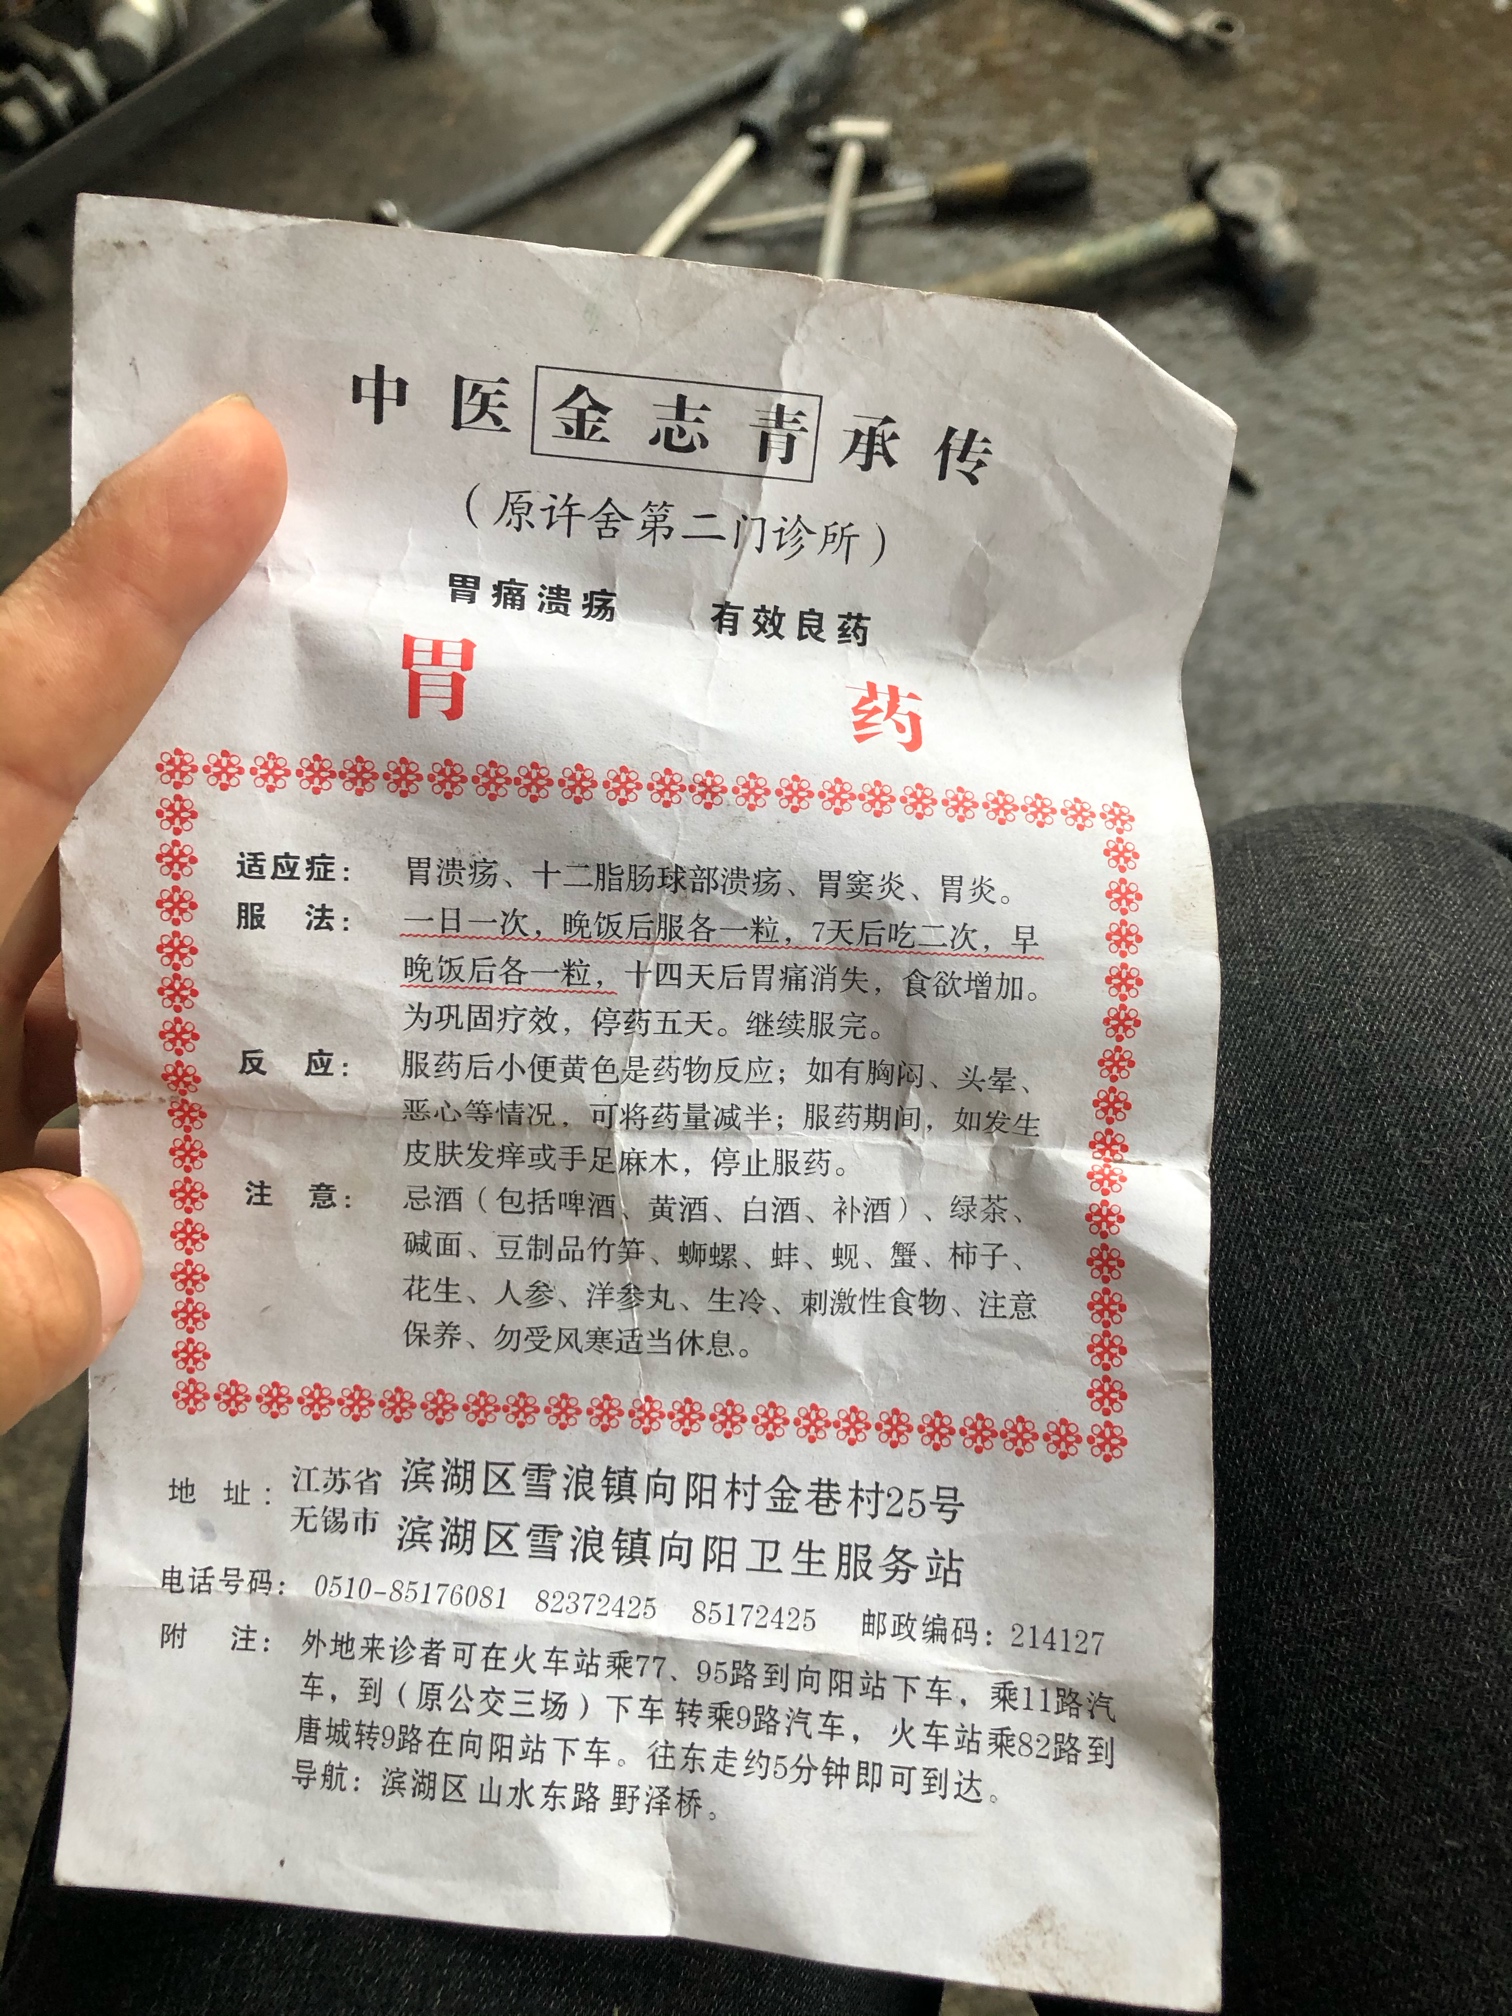 中医金志青承传
（原许舍第二门诊所）
胃痛溃疡 有效良药
胃 药
适应症： 胃溃疡、十二脂肠球部溃疡、胃窦炎、胃炎。
服 法： 一日一次，晚饭后服各一粒，7天后吃二次，早
晚饭后各一粒，十四天后胃痛消失，食欲增加。
为巩固疗效，停药五天。继续服完。
反 应： 服药后小便黄色是药物反应；如有胸闷、头晕、
恶心等情况，可将药量减半；服药期间，如发生
皮肤发痒或手足麻木，停止服药。
注 意： 忌酒（包括啤酒、黄酒、白酒、补酒）、绿茶、
碱面、豆制品竹笋、蛳螺、蚌、蚬、蟹、柿子、
花生、人参、洋参丸、生冷、刺激性食物、注意
保养、勿受风寒适当休息。
地 址： 江苏省 滨湖区雪浪镇向阳村金巷村25号
无锡市 滨湖区雪浪镇向阳卫生服务站
电话号码： 0510-85176081 82372425 85172425 邮政编码：214127
附 注： 外地来诊者可在火车站乘77、95路到向阳站下车，乘11路汽
车，到（原公交三场）下车 转乘9路汽车， 火车站乘82路到
唐城转9路在向阳站下车。往东走约5分钟即可到达。
导航：滨湖区 山水东路 野泽桥。